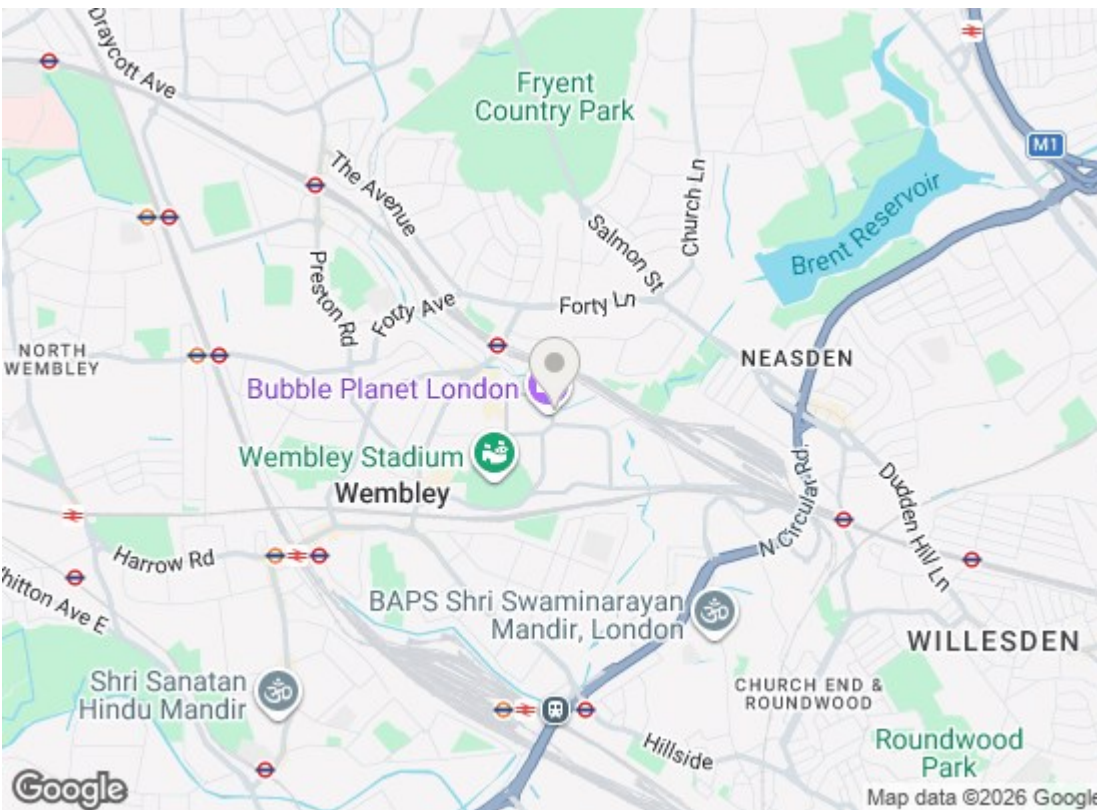 Draycott Ave
Fryent
Country Park
M1
The Avenue
Church Ln
Brent Reservoir
Salmon St
Preston Rd
Forty Ave
Forty Ln
NORTH
WEMBLEY
NEASDEN
Bubble Planet London
Wembley Stadium
Wembley
Dudden Hill Ln
N Circular Rd.
Harrow Rd
Whitton Ave E
BAPS Shri Swaminarayan
Mandir, London
WILLESDEN
Shri Sanatan
Hindu Mandir
CHURCH END &
ROUNDWOOD
Hillside
Roundwood
Park
Google
Map data ©2026 Google